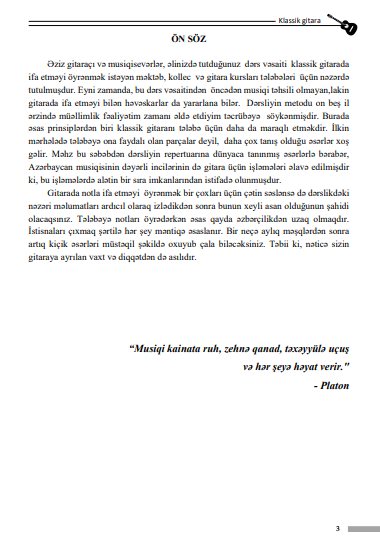 Klassik gitara
ÖN SÖZ
Əziz gitaraçı və musiqisevərlər, əlinizdə tutduğunuz dərs vəsaiti klassik gitarada
ifa etməyi öyrənmək istəyən məktəb, kollec və gitara kursları tələbələri üçün nəzərdə
tutulmuşdur. Eyni zamanda, bu dərs vəsaitindən öncədən musiqi təhsili olmayan,lakin
gitarada ifa etməyi bilən həvəskarlar da yararlana bilər. Dərsliyin metodu on beş il
ərzində müəllimlik fəaliyətim zamanı əldə etdiyim təcrübəyə söykənmişdir. Burada
əsas prinsiplərdən biri klassik gitaranı tələbə üçün daha da maraqlı etməkdir. İlkin
mərhələdə tələbəyə ona faydalı olan parçalar deyil, daha çox tanış olduğu əsərlər xoş
gəlir. Məhz bu səbəbdən dərsliyin repertuarına dünyaca tanınmış əsərlərlə bərabər,
Azərbaycan musiqisinin dəyərli incilərinin də gitara üçün işləmələri əlavə edilmişdir
ki, bu işləmələrdə alətin bir sıra imkanlarından istifadə olunmuşdur.
Gitarada notla ifa etməyi öyrənmək bir çoxları üçün çətin səslənsə də dərslikdəki
nəzəri məlumatları ardıcıl olaraq izlədikdən sonra bunun xeyli asan olduğunun şahidi
olacaqsınız. Tələbəyə notları öyrədərkən əsas qayda əzbərçilikdən uzaq olmaqdır.
İstisnaları çıxmaq şərtilə hər şey məntiqə əsaslanır. Bir neçə aylıq məşqlərdən sonra
artıq kiçik əsərləri müstəqil şəkildə oxuyub çala biləcəksiniz. Təbii ki, nəticə sizin
gitaraya ayrılan vaxt və diqqətdən də asılıdır.
“Musiqi kainata ruh, zehnə qanad, təxəyyülə uçuş
və hər şeyə həyat verir."
- Platon
3